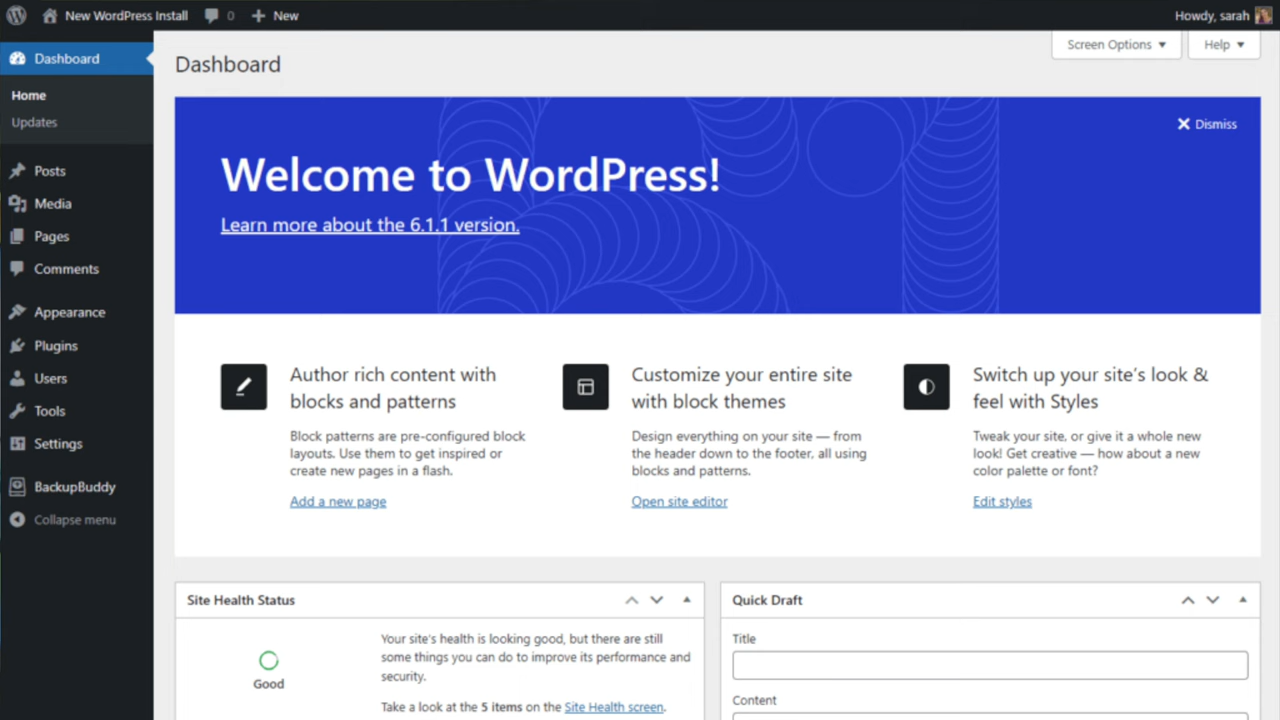 New WordPress Install 0 New Howdy, sarah
Screen Options Help
Dashboard
Home
Updates
Posts
Media
Pages
Comments
Appearance
Plugins
Users
Tools
Settings
BackupBuddy
Collapse menu
Dashboard
Dismiss
Welcome to WordPress!
Learn more about the 6.1.1 version.
Author rich content with
blocks and patterns
Block patterns are pre-configured block
layouts. Use them to get inspired or
create new pages in a flash.
Add a new page
Customize your entire site
with block themes
Design everything on your site — from
the header down to the footer, all using
blocks and patterns.
Open site editor
Switch up your site's look &
feel with Styles
Tweak your site, or give it a whole new
look! Get creative — how about a new
color palette or font?
Edit styles
Site Health Status
Good
Your site's health is looking good, but there are still
some things you can do to improve its performance and
security.
Take a look at the 5 items on the Site Health screen.
Quick Draft
Title
Content